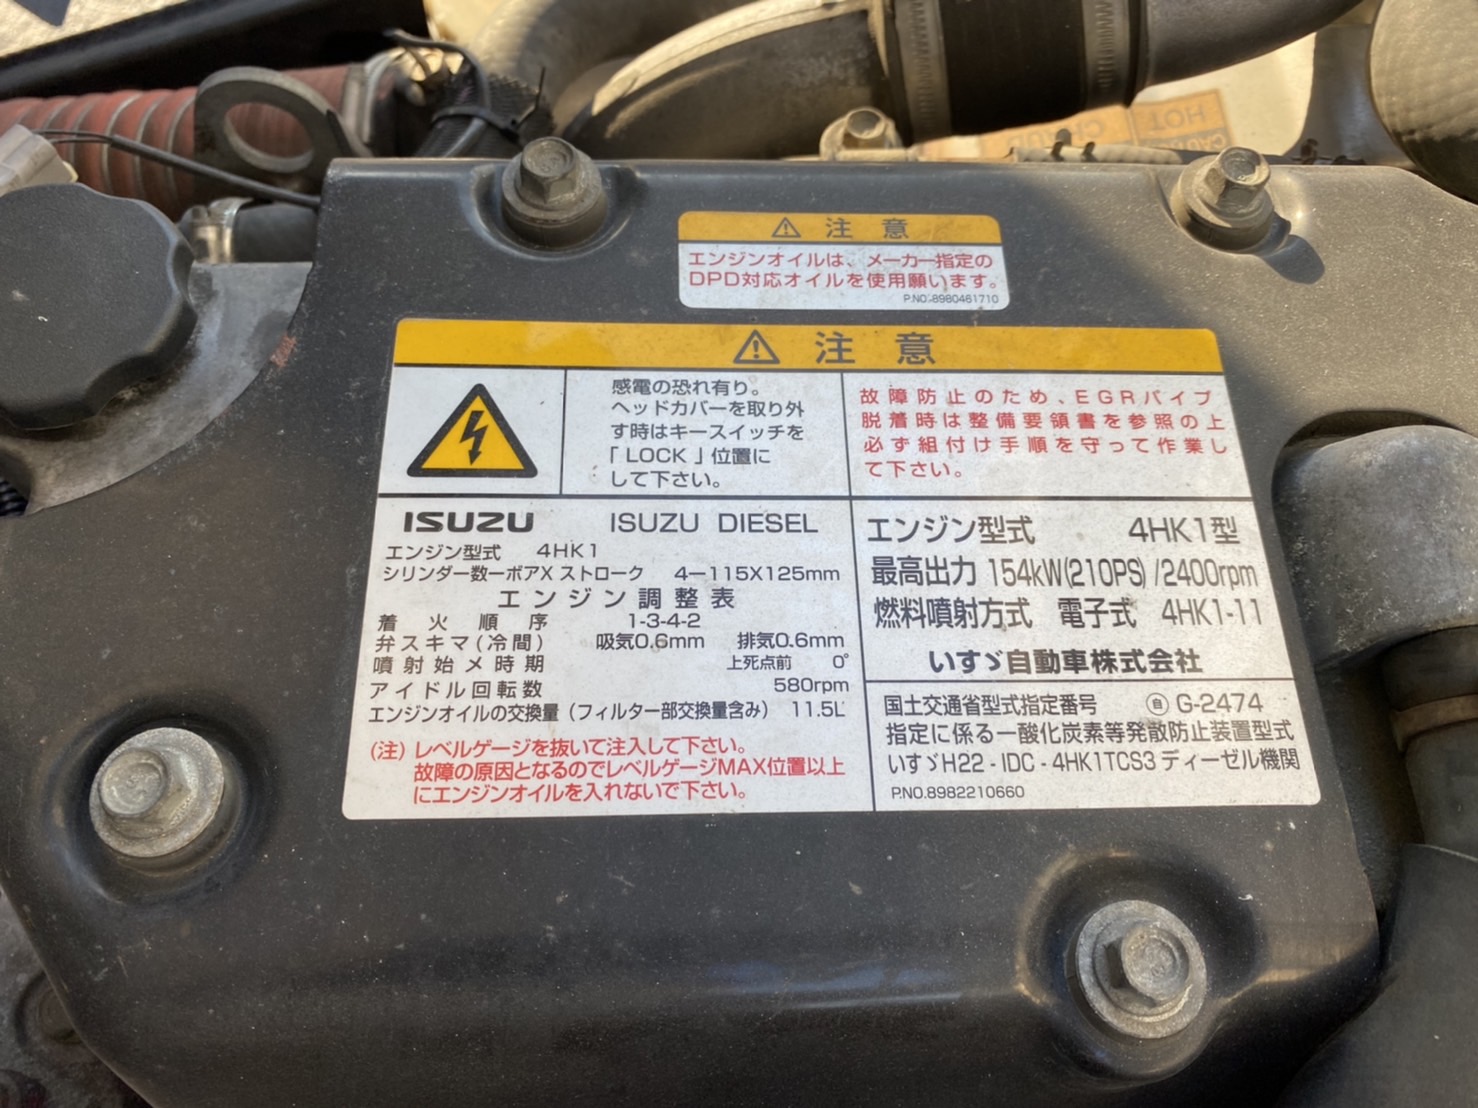 HOT
注 意
エンジンオイルは、メーカー指定の
DPD対応オイルを使用願います。
P.NO.8980461710
注 意
感電の恐れ有り。
ヘッドカバーを取り外
す時はキースイッチを
「 LOCK 」位置に
して下さい。
故障防止のため、EGRパイプ
脱着時は整備要領書を参照の上
必ず組付け手順を守って作業し
て下さい。
ISUZU ISUZU DIESEL
エンジン型式 4HK1
シリンダー数ーボアX ストローク 4ー115X125mm
エンジン調整表
着火順序 1-3-4-2
弁スキマ(冷間) 吸気0.6mm 排気0.6mm
噴射始メ時期 上死点前 0°
アイドル回転数 580rpm
エンジンオイルの交換量（フィルター部交換量含み） 11.5L
(注) レベルゲージを抜いて注入して下さい。
故障の原因となるのでレベルゲージMAX位置以上
にエンジンオイルを入れないで下さい。
エンジン型式 4HK1型
最高出力 154kW(210PS) /2400rpm
燃料噴射方式 電子式 4HK1-11
いすゞ自動車株式会社
国土交通省型式指定番号 ㊀自 G-2474
指定に係る一酸化炭素等発散防止装置型式
いすゞH22 - IDC - 4HK1TCS3 ディーゼル機関
P.NO.8982210660